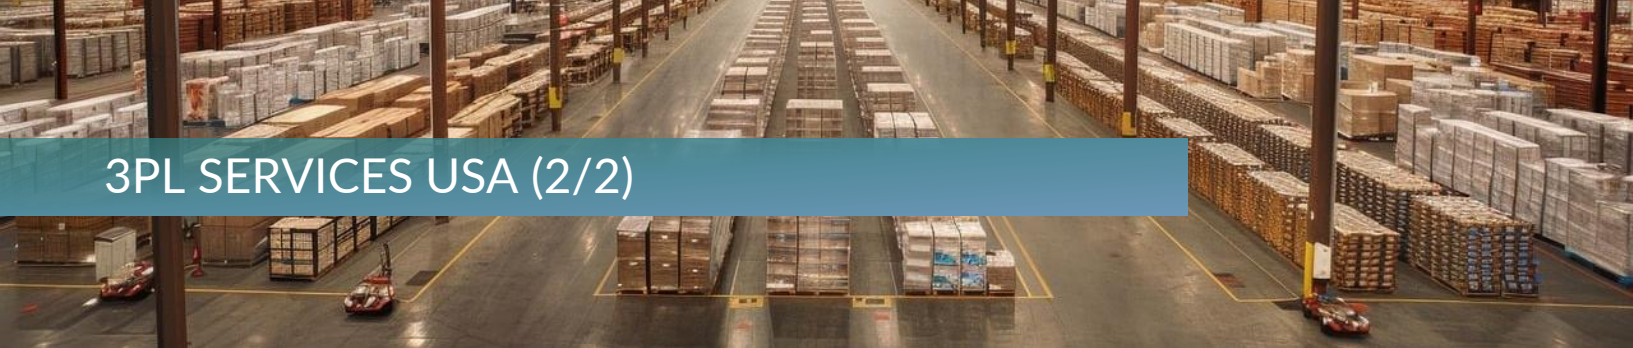 3PL SERVICES USA (2/2)